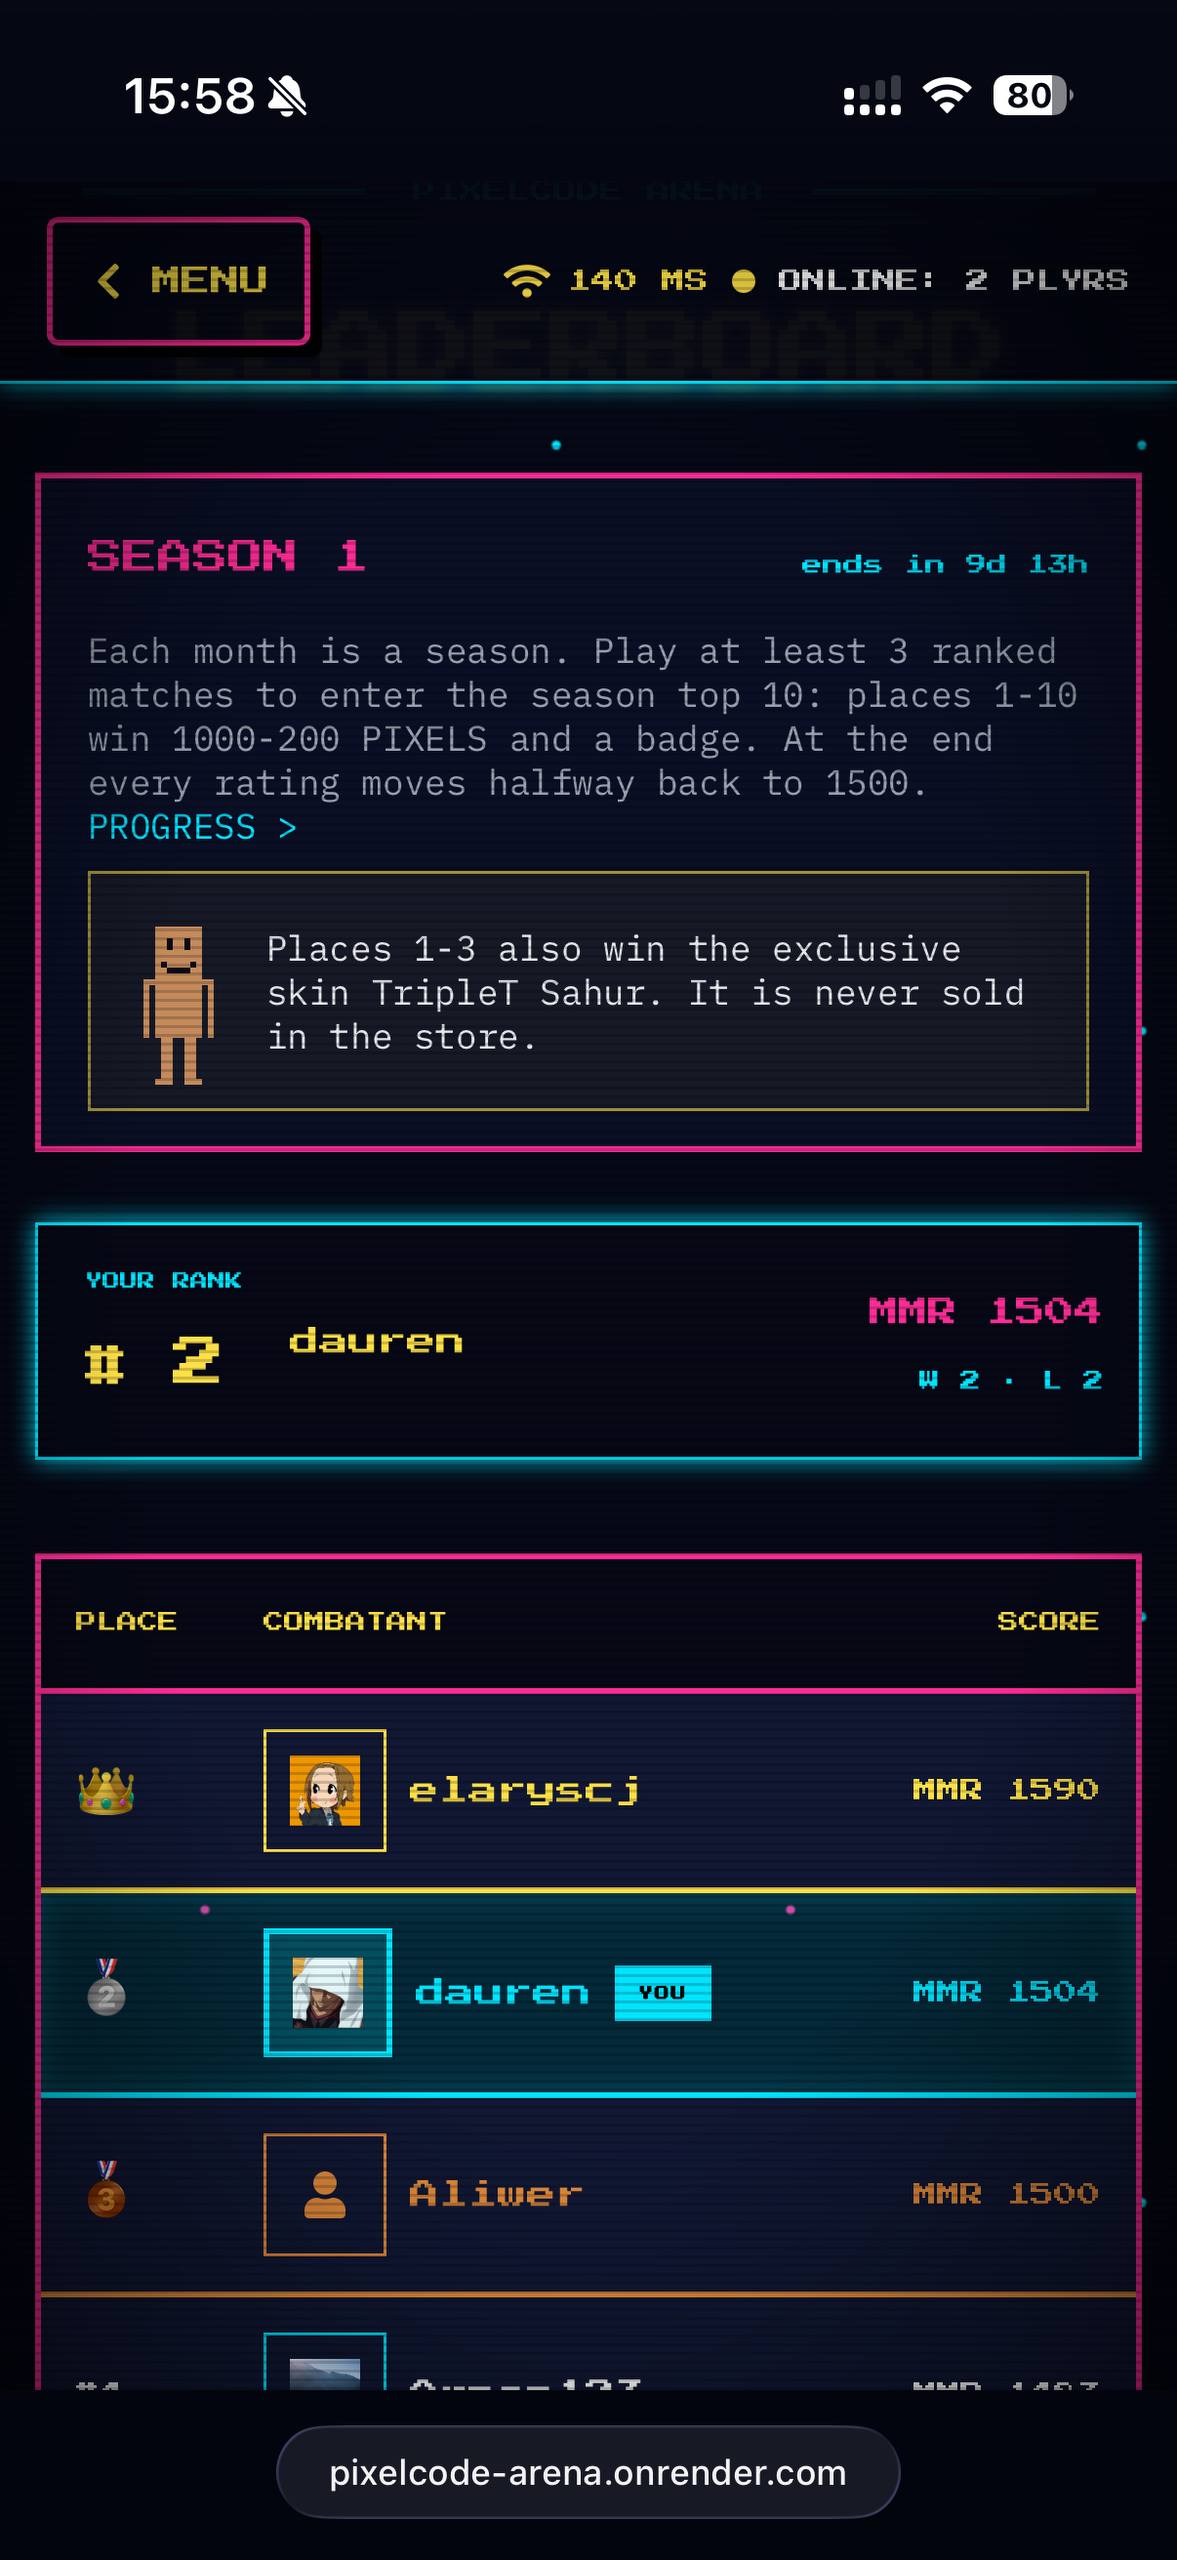 15:58
80
PIXELCODE ARENA
MENU
140 MS
ONLINE: 2 PLYRS
LEADERBOARD
SEASON 1
ends in 9d 13h
Each month is a season. Play at least 3 ranked
matches to enter the season top 10: places 1-10
win 1000-200 PIXELS and a badge. At the end
every rating moves halfway back to 1500.
PROGRESS >
Places 1-3 also win the exclusive
skin TripleT Sahur. It is never sold
in the store.
YOUR RANK
# 2 dauren
MMR 1504
W 2 · L 2
PLACE COMBATANT SCORE
elaryscj MMR 1590
2 dauren YOU MMR 1504
3 Aliwer MMR 1500
#4 MMR
pixelcode-arena.onrender.com